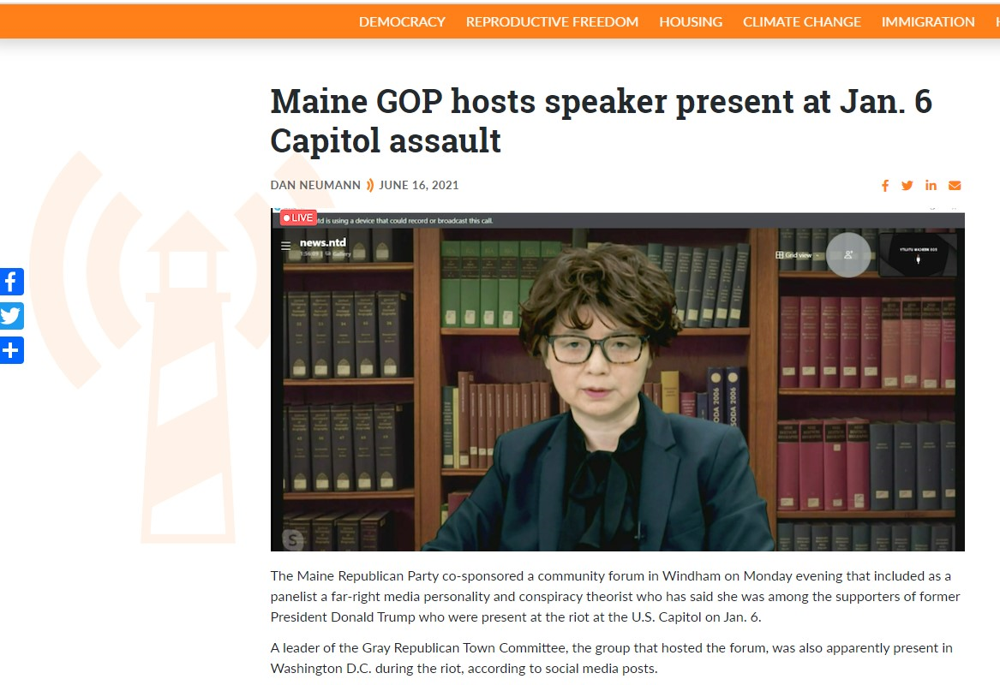 DEMOCRACY REPRODUCTIVE FREEDOM HOUSING CLIMATE CHANGE IMMIGRATION
Maine GOP hosts speaker present at Jan. 6
Capitol assault
DAN NEUMANN JUNE 16, 2021
LIVE
is using a device that could record or broadcast this call.
news.ntd
Grid view
SODA 2006
SODA 2006
The Maine Republican Party co-sponsored a community forum in Windham on Monday evening that included as a
panelist a far-right media personality and conspiracy theorist who has said she was among the supporters of former
President Donald Trump who were present at the riot at the U.S. Capitol on Jan. 6.
A leader of the Gray Republican Town Committee, the group that hosted the forum, was also apparently present in
Washington D.C. during the riot, according to social media posts.